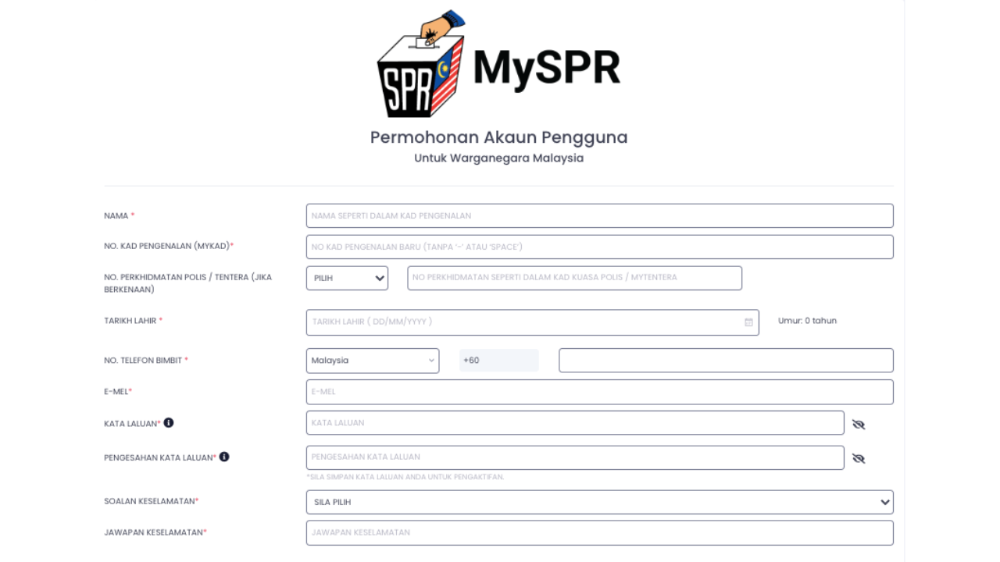 SPR
MySPR
Permohonan Akaun Pengguna
Untuk Warganegara Malaysia
NAMA *
NAMA SEPERTI DALAM KAD PENGENALAN
NO. KAD PENGENALAN (MYKAD)*
NO KAD PENGENALAN BARU (TANPA '-' ATAU 'SPACE')
NO. PERKHIDMATAN POLIS / TENTERA (JIKA
BERKENAAN)
PILIH
NO PERKHIDMATAN SEPERTI DALAM KAD KUASA POLIS / MYTENTERA
TARIKH LAHIR *
TARIKH LAHIR ( DD/MM/YYYY )
Umur: 0 tahun
NO. TELEFON BIMBIT *
Malaysia
+60
E-MEL*
E-MEL
KATA LALUAN*
KATA LALUAN
PENGESAHAN KATA LALUAN*
PENGESAHAN KATA LALUAN
*SILA SIMPAN KATA LALUAN ANDA UNTUK PENGAKTIFAN.
SOALAN KESELAMATAN*
SILA PILIH
JAWAPAN KESELAMATAN*
JAWAPAN KESELAMATAN